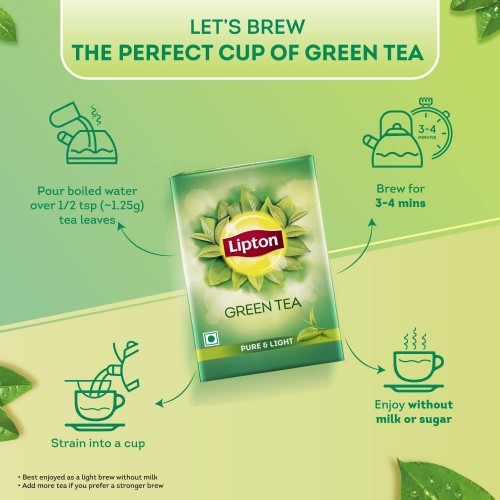 LET'S BREW
THE PERFECT CUP OF GREEN TEA
Pour boiled water
over 1/2 tsp (~1.25g)
tea leaves
3-4
MINUTES
Brew for
3-4 mins
Lipton
GREEN TEA
PURE & LIGHT
Strain into a cup
Enjoy without
milk or sugar
• Best enjoyed as a light brew without milk
• Add more tea if you prefer a stronger brew